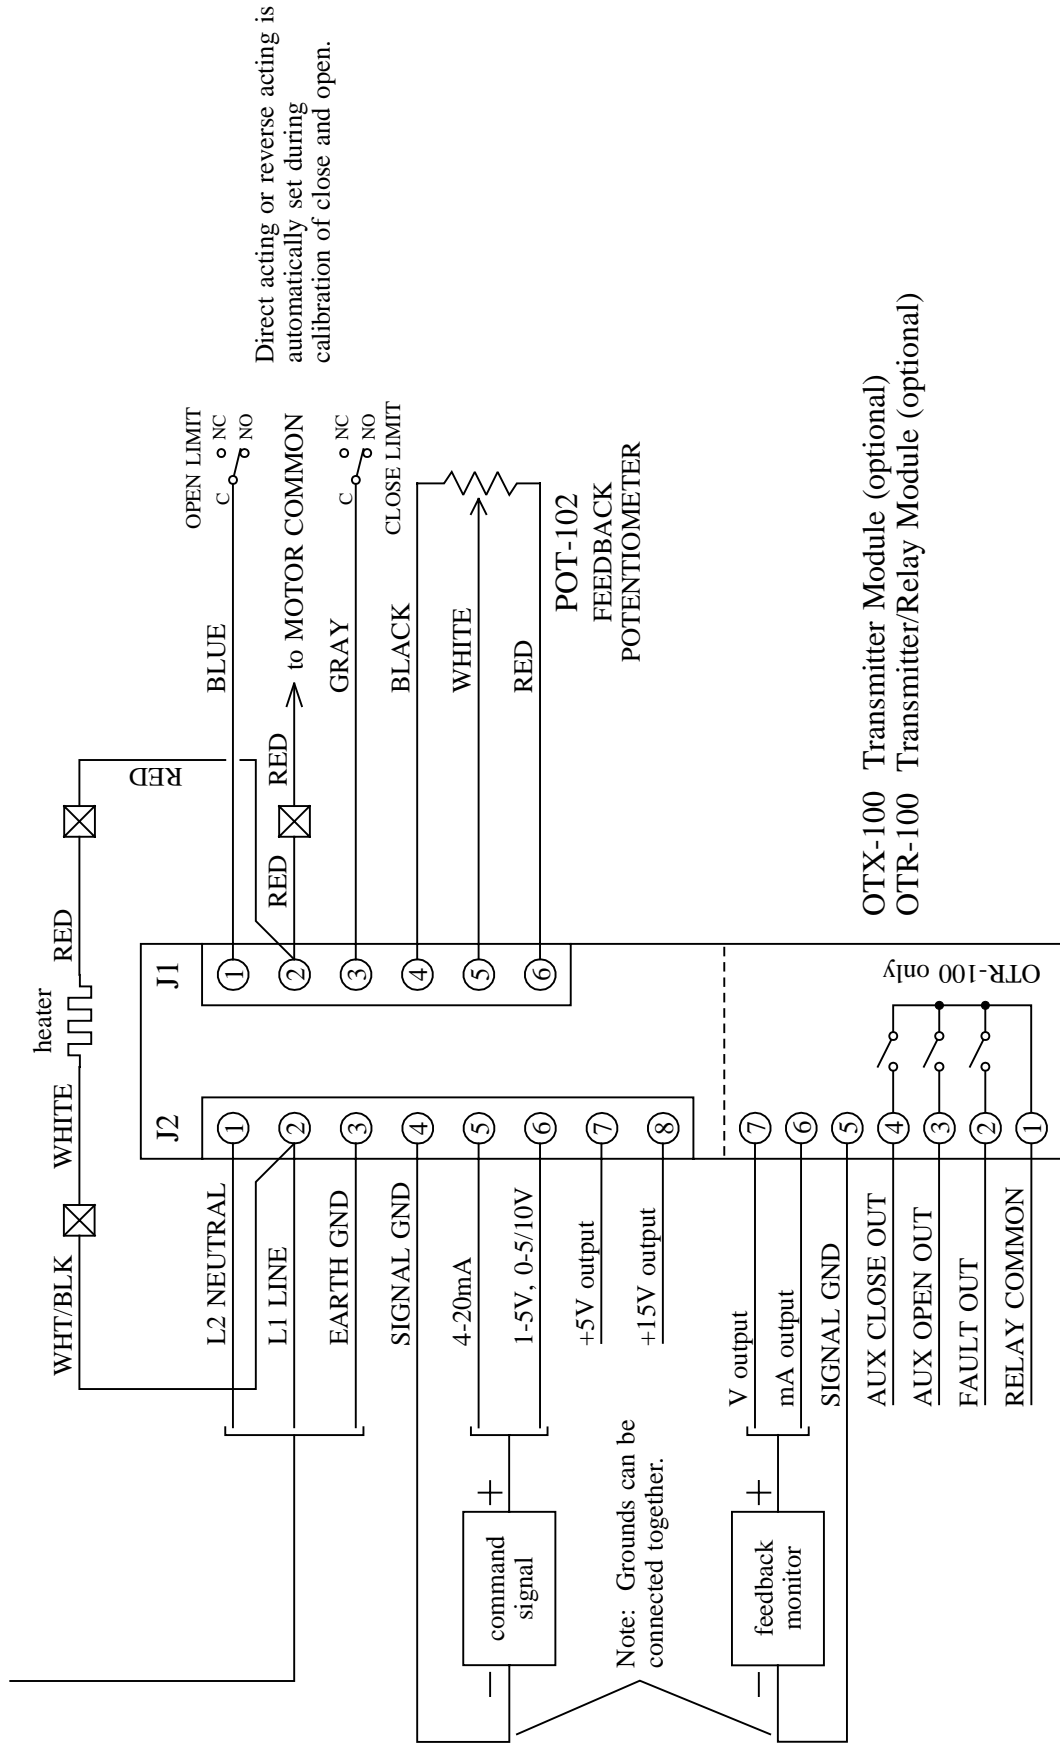 heater
WHT/BLK
WHITE
RED
RED
J2
J1
L2 NEUTRAL
1
1
BLUE
OPEN LIMIT
C
NC
NO
L1 LINE
2
2
RED
RED
to MOTOR COMMON
EARTH GND
3
3
GRAY
C
NC
NO
CLOSE LIMIT
SIGNAL GND
4
4
BLACK
4-20mA
5
5
WHITE
1-5V, 0-5/10V
6
6
RED
+5V output
7
+15V output
8
POT-102
FEEDBACK
POTENTIOMETER
Direct acting or reverse acting is
automatically set during
calibration of close and open.
− +
command
signal
Note: Grounds can be
connected together.
− +
feedback
monitor
V output
7
mA output
6
SIGNAL GND
5
AUX CLOSE OUT
4
AUX OPEN OUT
3
FAULT OUT
2
RELAY COMMON
1
OTR-100 only
OTX-100 Transmitter Module (optional)
OTR-100 Transmitter/Relay Module (optional)